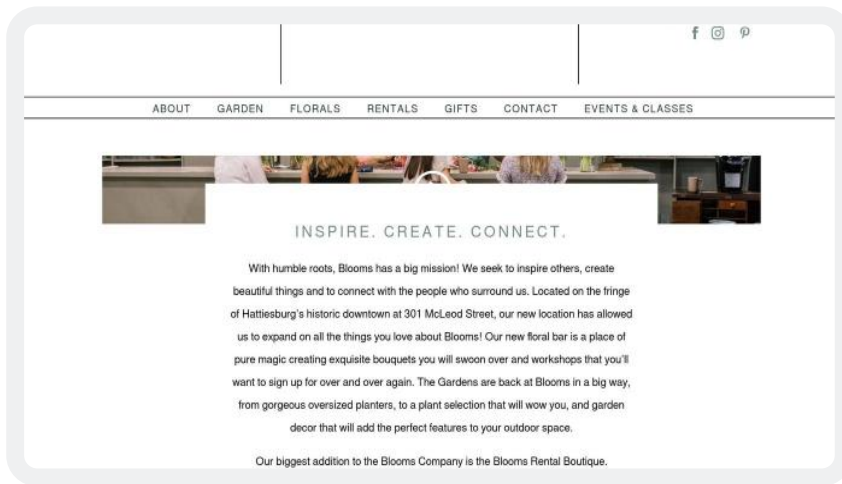 ABOUT GARDEN FLORALS RENTALS GIFTS CONTACT EVENTS & CLASSES
INSPIRE. CREATE. CONNECT.
With humble roots, Blooms has a big mission! We seek to inspire others, create
beautiful things and to connect with the people who surround us. Located on the fringe
of Hattiesburg's historic downtown at 301 McLeod Street, our new location has allowed
us to expand on all the things you love about Blooms! Our new floral bar is a place of
pure magic creating exquisite bouquets you will swoon over and workshops that you'll
want to sign up for over and over again. The Gardens are back at Blooms in a big way,
from gorgeous oversized planters, to a plant selection that will wow you, and garden
decor that will add the perfect features to your outdoor space.
Our biggest addition to the Blooms Company is the Blooms Rental Boutique.